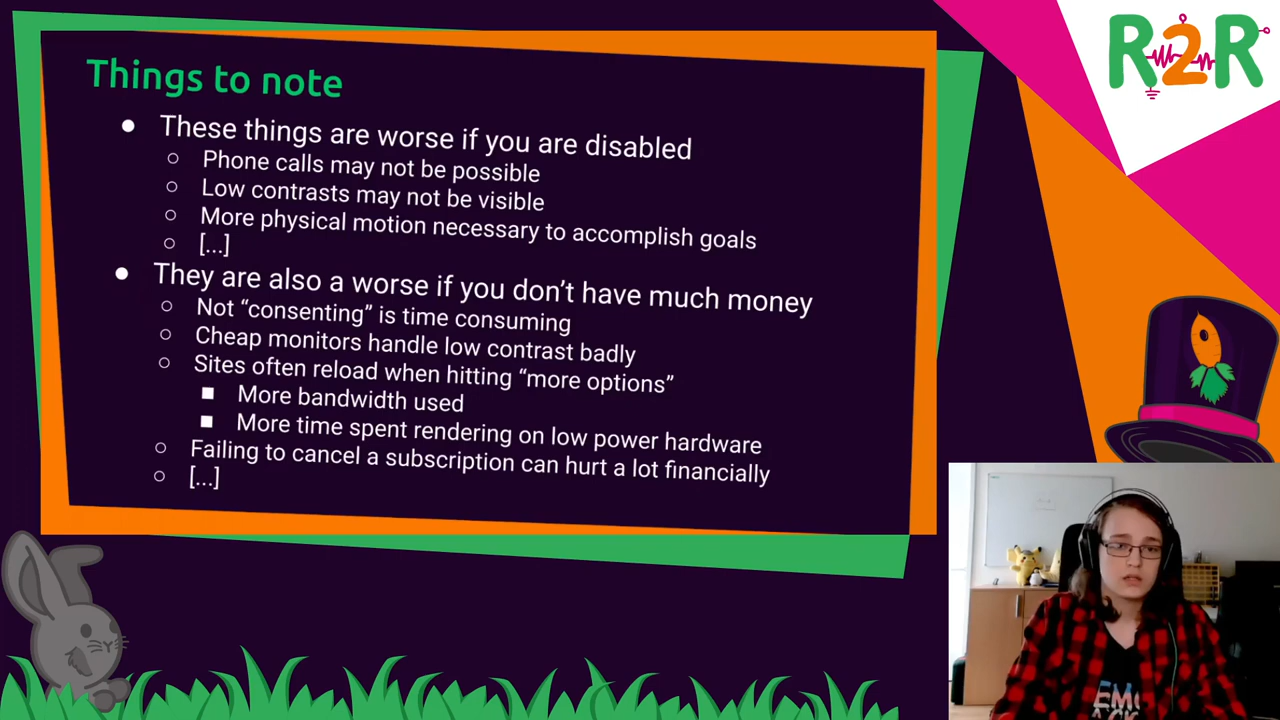 Things to note
R2R
These things are worse if you are disabled
Phone calls may not be possible
Low contrasts may not be visible
More physical motion necessary to accomplish goals
[...]
They are also a worse if you don't have much money
Not “consenting” is time consuming
Cheap monitors handle low contrast badly
Sites often reload when hitting “more options”
More bandwidth used
More time spent rendering on low power hardware
Failing to cancel a subscription can hurt a lot financially
[...]